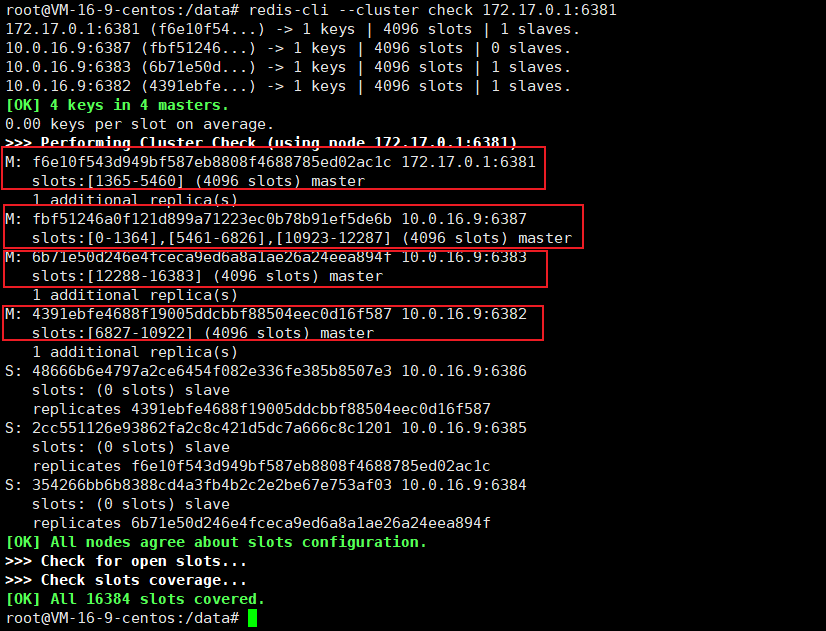 root@VM-16-9-centos:/data# redis-cli --cluster check 172.17.0.1:6381
172.17.0.1:6381 (f6e10f54...) -> 1 keys | 4096 slots | 1 slaves.
10.0.16.9:6387 (fbf51246...) -> 1 keys | 4096 slots | 0 slaves.
10.0.16.9:6383 (6b71e50d...) -> 1 keys | 4096 slots | 1 slaves.
10.0.16.9:6382 (4391ebfe...) -> 1 keys | 4096 slots | 1 slaves.
[OK] 4 keys in 4 masters.
0.00 keys per slot on average.
>>> Performing Cluster Check (using node 172.17.0.1:6381)
M: f6e10f543d949bf587eb8808f4688785ed02ac1c 172.17.0.1:6381
   slots:[1365-5460] (4096 slots) master
   1 additional replica(s)
M: fbf51246a0f121d899a71223ec0b78b91ef5de6b 10.0.16.9:6387
   slots:[0-1364],[5461-6826],[10923-12287] (4096 slots) master
M: 6b71e50d246e4fceca9ed6a8a1ae26a24eea894f 10.0.16.9:6383
   slots:[12288-16383] (4096 slots) master
   1 additional replica(s)
M: 4391ebfe4688f19005ddcbbf88504eec0d16f587 10.0.16.9:6382
   slots:[6827-10922] (4096 slots) master
   1 additional replica(s)
S: 48666b6e4797a2ce6454f082e336fe385b8507e3 10.0.16.9:6386
   slots: (0 slots) slave
   replicates 4391ebfe4688f19005ddcbbf88504eec0d16f587
S: 2cc551126e93862fa2c8c421d5dc7a666c8c1201 10.0.16.9:6385
   slots: (0 slots) slave
   replicates f6e10f543d949bf587eb8808f4688785ed02ac1c
S: 354266bb6b8388cd4a3fb4b2c2e2be67e753af03 10.0.16.9:6384
   slots: (0 slots) slave
   replicates 6b71e50d246e4fceca9ed6a8a1ae26a24eea894f
[OK] All nodes agree about slots configuration.
>>> Check for open slots...
>>> Check slots coverage...
[OK] All 16384 slots covered.
root@VM-16-9-centos:/data#